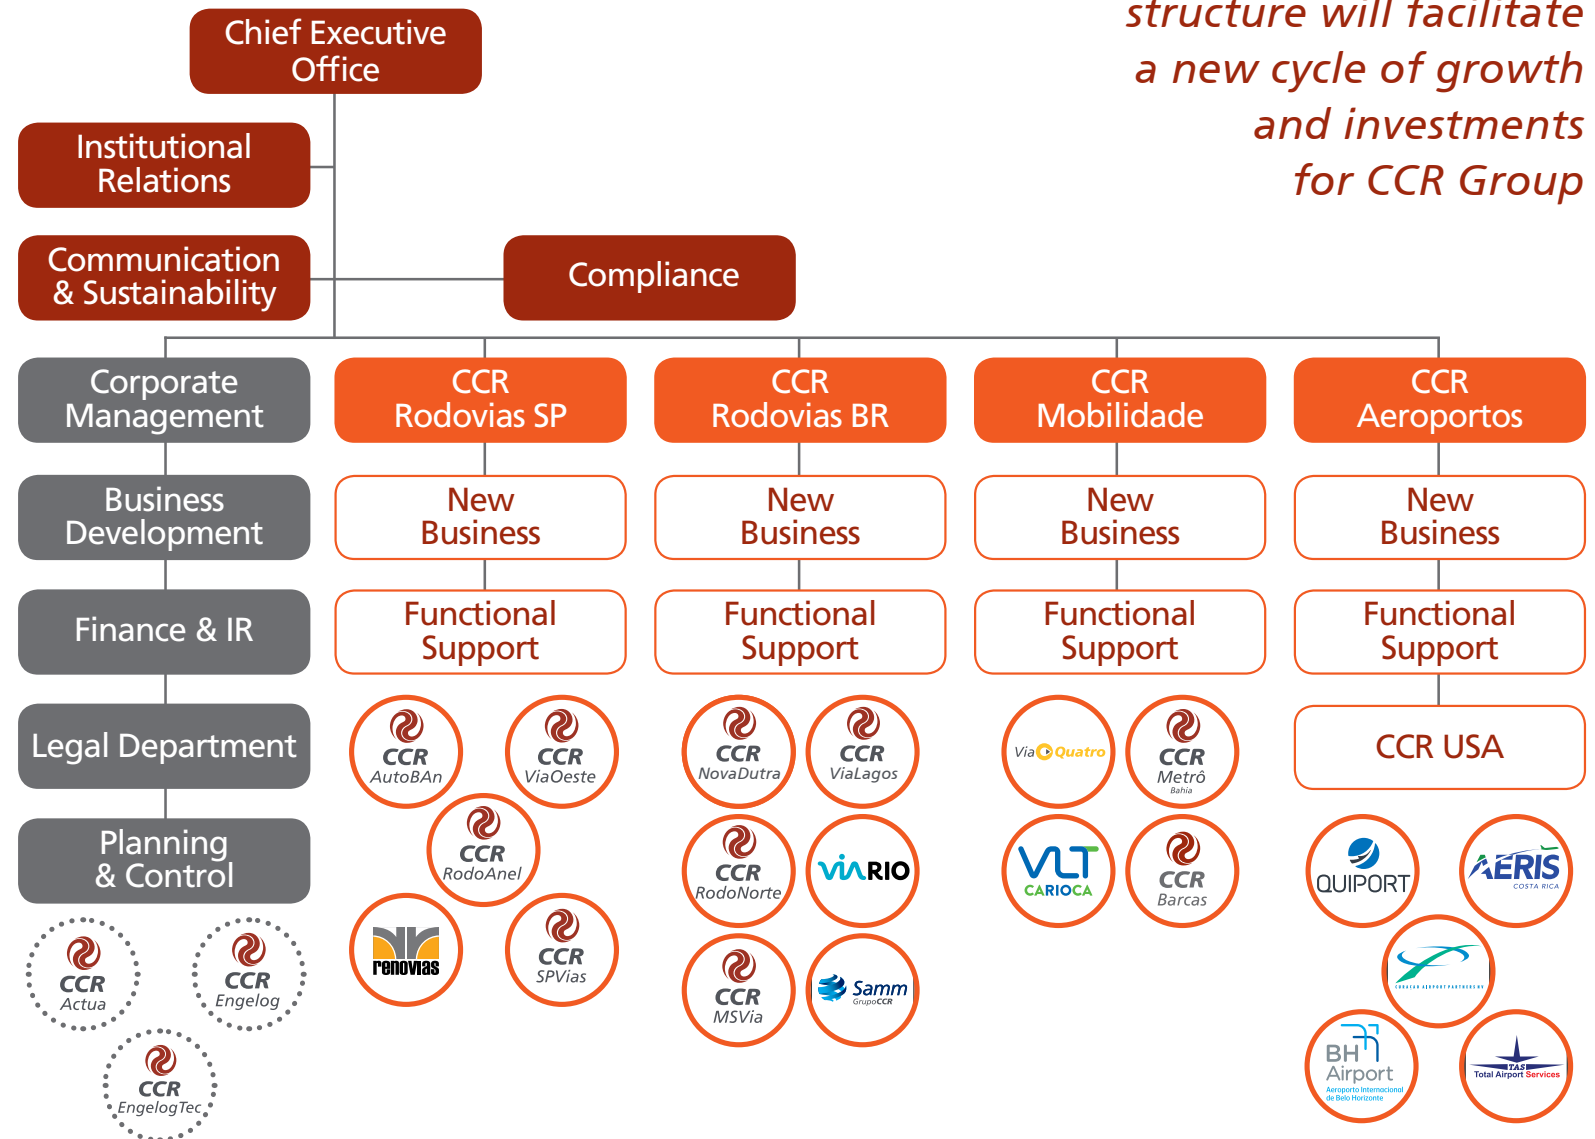 structure will facilitate
a new cycle of growth
and investments
for CCR Group
Chief Executive
Office
Institutional
Relations
Communication
& Sustainability
Compliance
Corporate
Management
Business
Development
Finance & IR
Legal Department
Planning
& Control
CCR
Actua
CCR
Engelog
CCR
EngelogTec
CCR
Rodovias SP
New
Business
Functional
Support
CCR
AutoBAn
CCR
ViaOeste
CCR
RodoAnel
renovias
CCR
SPVias
CCR
Rodovias BR
New
Business
Functional
Support
CCR
NovaDutra
CCR
ViaLagos
CCR
RodoNorte
VIARIO
CCR
MSVia
Samm
GrupoCCR
CCR
Mobilidade
New
Business
Functional
Support
ViaQuatro
CCR
Metrô
Bahia
VLT
CARIOCA
CCR
Barcas
CCR
Aeroportos
New
Business
Functional
Support
CCR USA
QUIPORT
AERIS
COSTA RICA
CURACAO AIRPORT PARTNERS NV
BH
Airport
Aeroporto Internacional
de Belo Horizonte
TAS
Total Airport Services